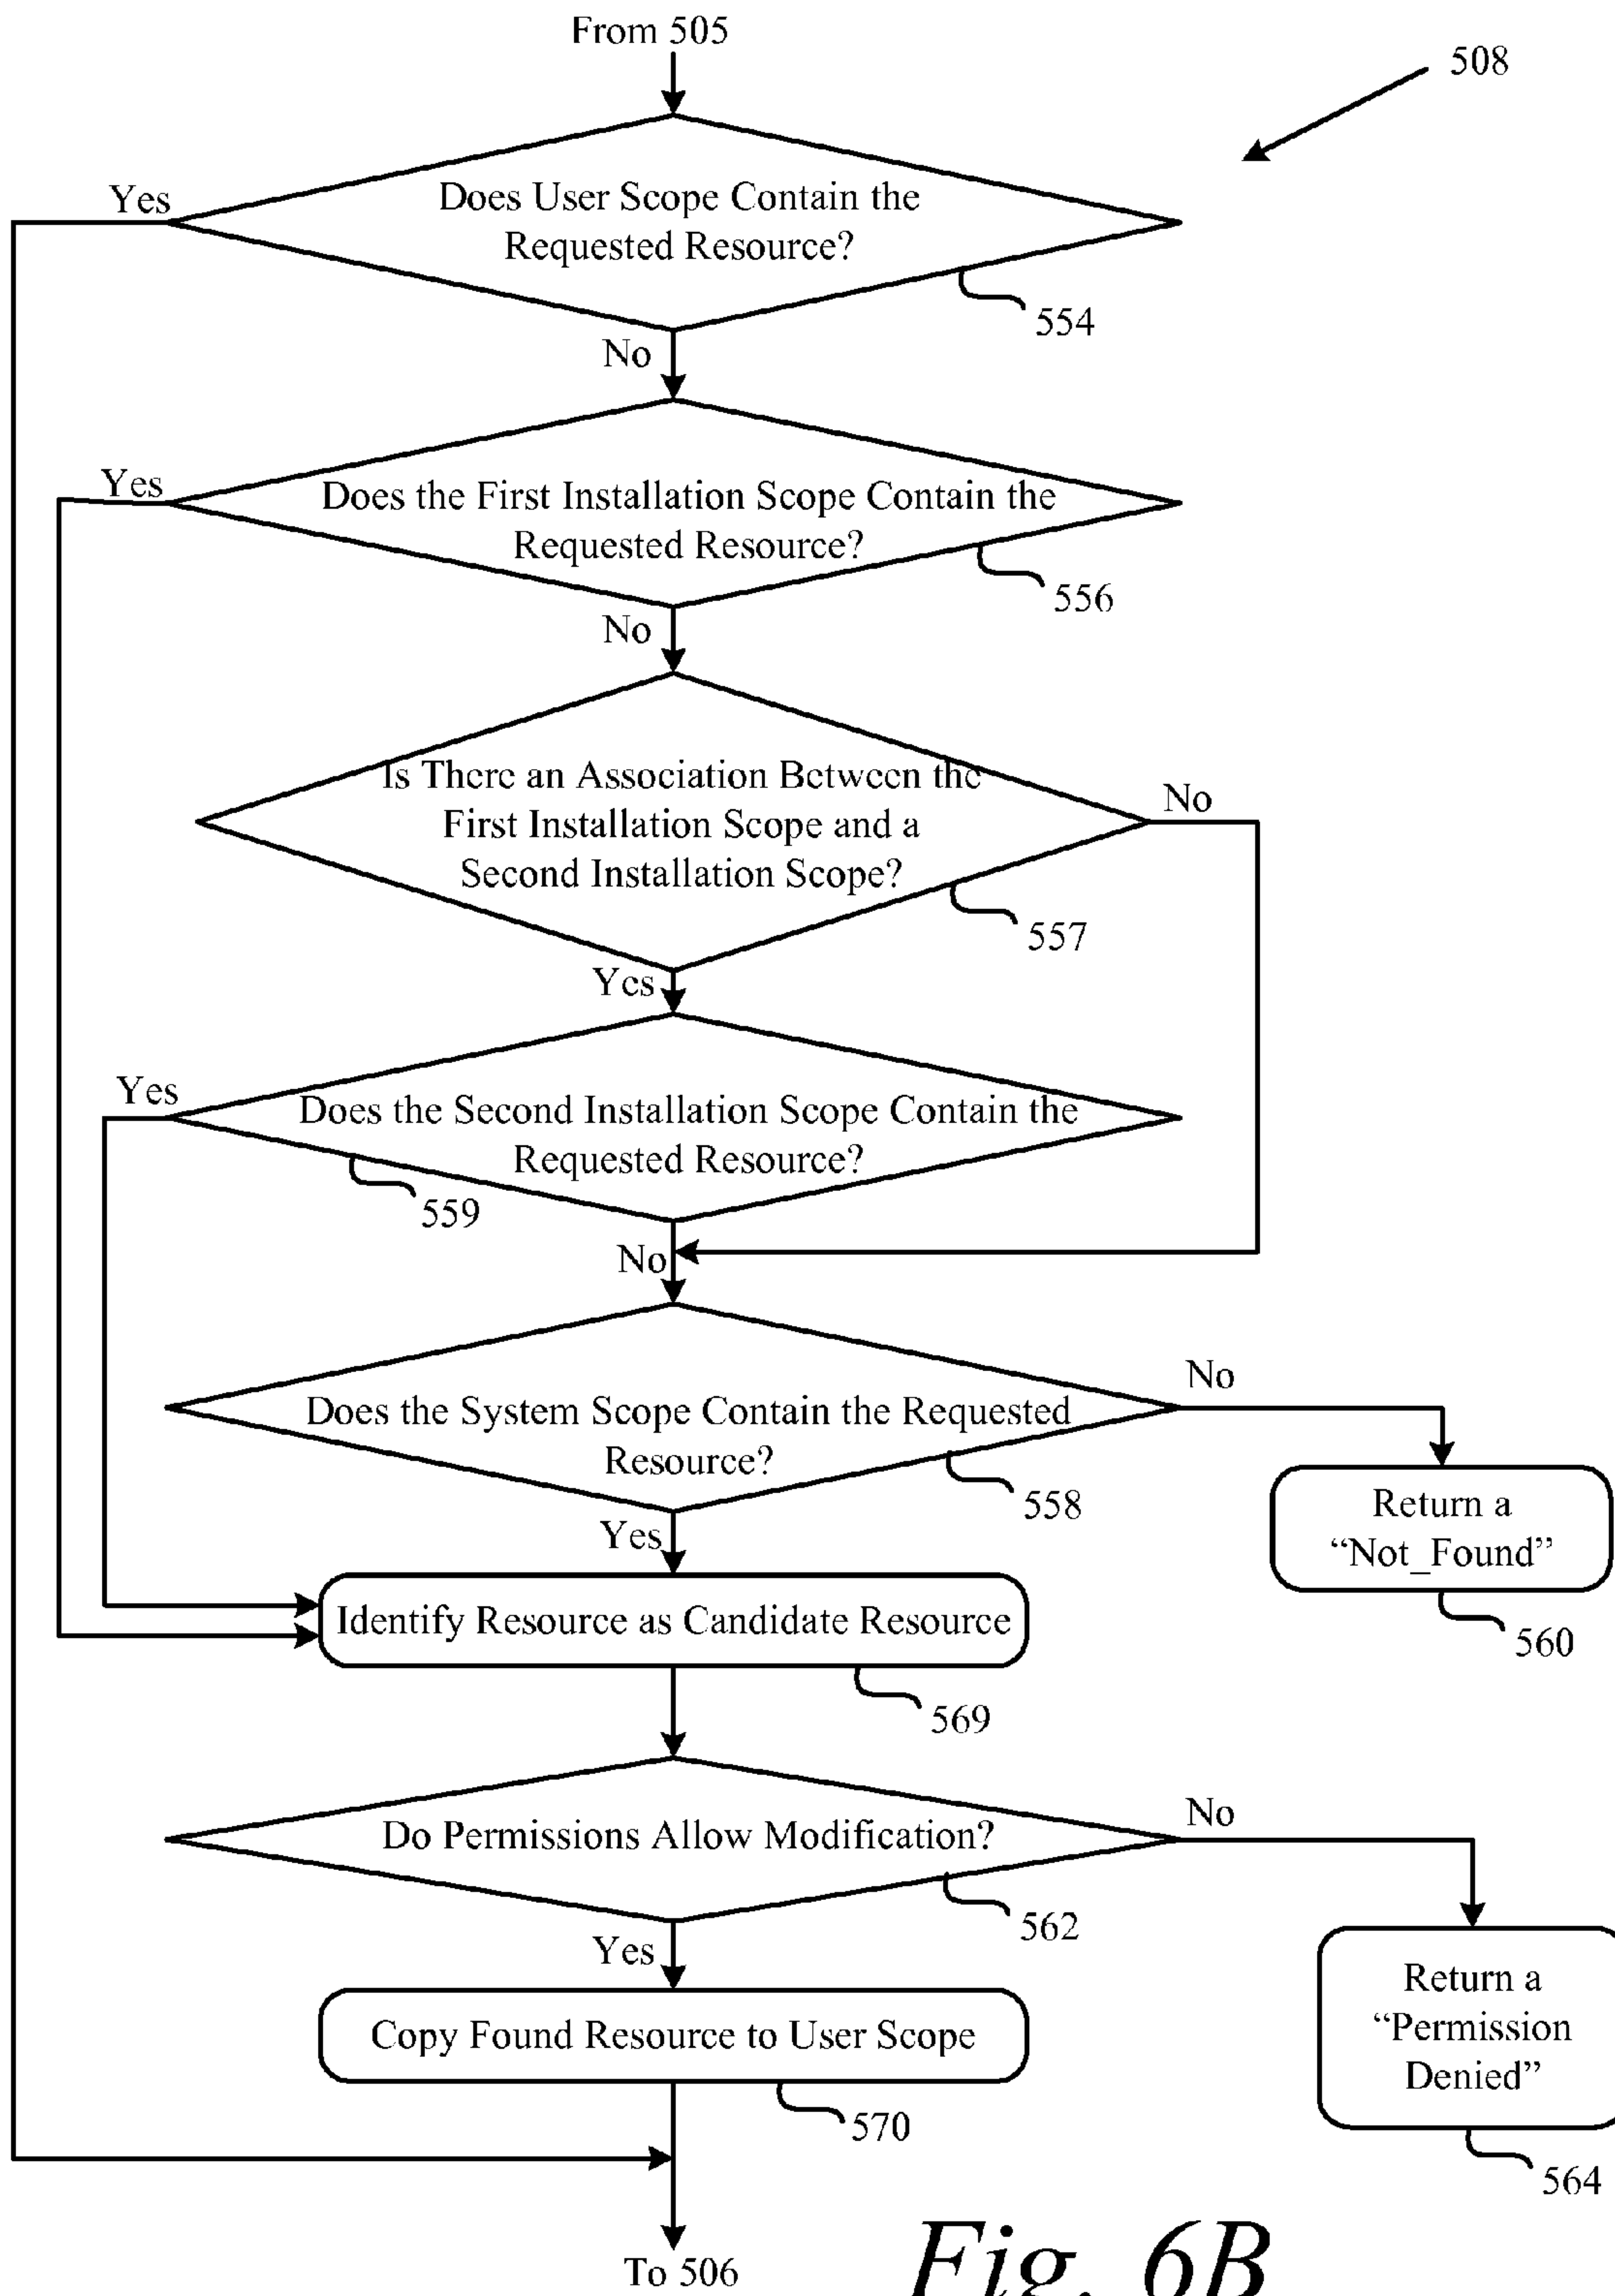 From 505
508
Yes
Does User Scope Contain the
Requested Resource?
554
No
Yes
Does the First Installation Scope Contain the
Requested Resource?
556
No
Is There an Association Between the
First Installation Scope and a
Second Installation Scope?
No
557
Yes
Yes
Does the Second Installation Scope Contain the
Requested Resource?
559
No
No
Does the System Scope Contain the Requested
Resource?
558
Return a
“Not_Found”
560
Yes
Identify Resource as Candidate Resource
569
Do Permissions Allow Modification?
No
562
Yes
Return a
“Permission
Denied”
564
Copy Found Resource to User Scope
570
To 506
Fig. 6B